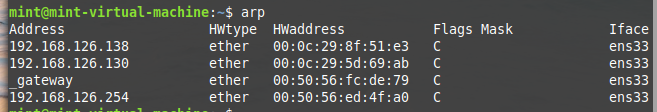 mint@mint-virtual-machine:~$ arp
Address HWtype HWaddress Flags Mask Iface
192.168.126.138 ether 00:0c:29:8f:51:e3 C ens33
192.168.126.130 ether 00:0c:29:5d:69:ab C ens33
_gateway ether 00:50:56:fc:de:79 C ens33
192.168.126.254 ether 00:50:56:ed:4f:a0 C ens33
mint@mint-virtual-machine:~$